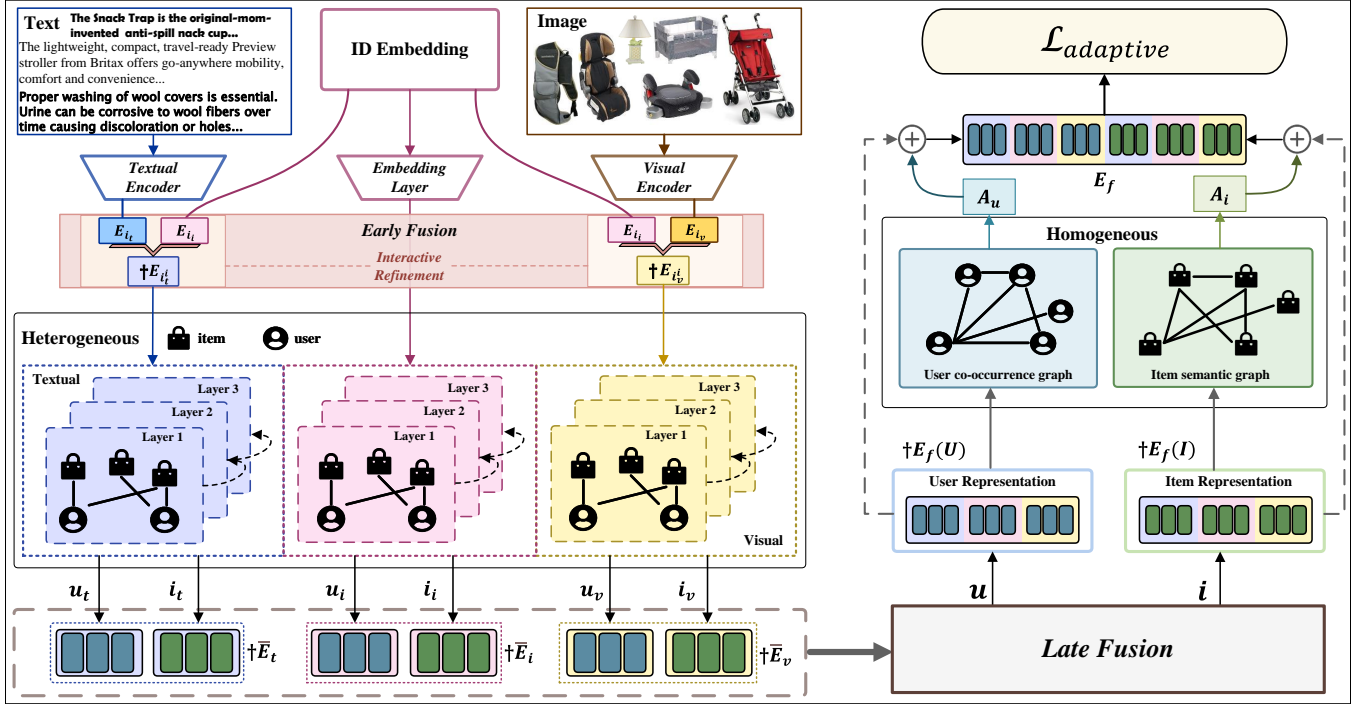 Text
The Snack Trap is the original-mom-
invented anti-spill nack cup...
The lightweight, compact, travel-ready Preview
stroller from Britax offers go-anywhere mobility,
comfort and convenience...
Proper washing of wool covers is essential.
Urine can be corrosive to wool fibers over
time causing discoloration or holes...
ID Embedding
Image
Textual
Encoder
Embedding
Layer
Visual
Encoder
E_{i_t}
E_{i_i}
Early Fusion
E_{i_i}
E_{i_v}
†E_{i_t^i}
Interactive
Refinement
†E_{i_v^i}
Heterogeneous
item
user
Textual
Layer 3
Layer 2
Layer 1
Layer 3
Layer 2
Layer 1
Layer 3
Layer 2
Layer 1
Visual
u_t
i_t
u_i
i_i
u_v
i_v
†Ē_t
†Ē_i
†Ē_v
ℒ_{adaptive}
E_f
A_u
A_i
Homogeneous
User co-occurrence graph
Item semantic graph
†E_f(U)
†E_f(I)
User Representation
Item Representation
u
i
Late Fusion